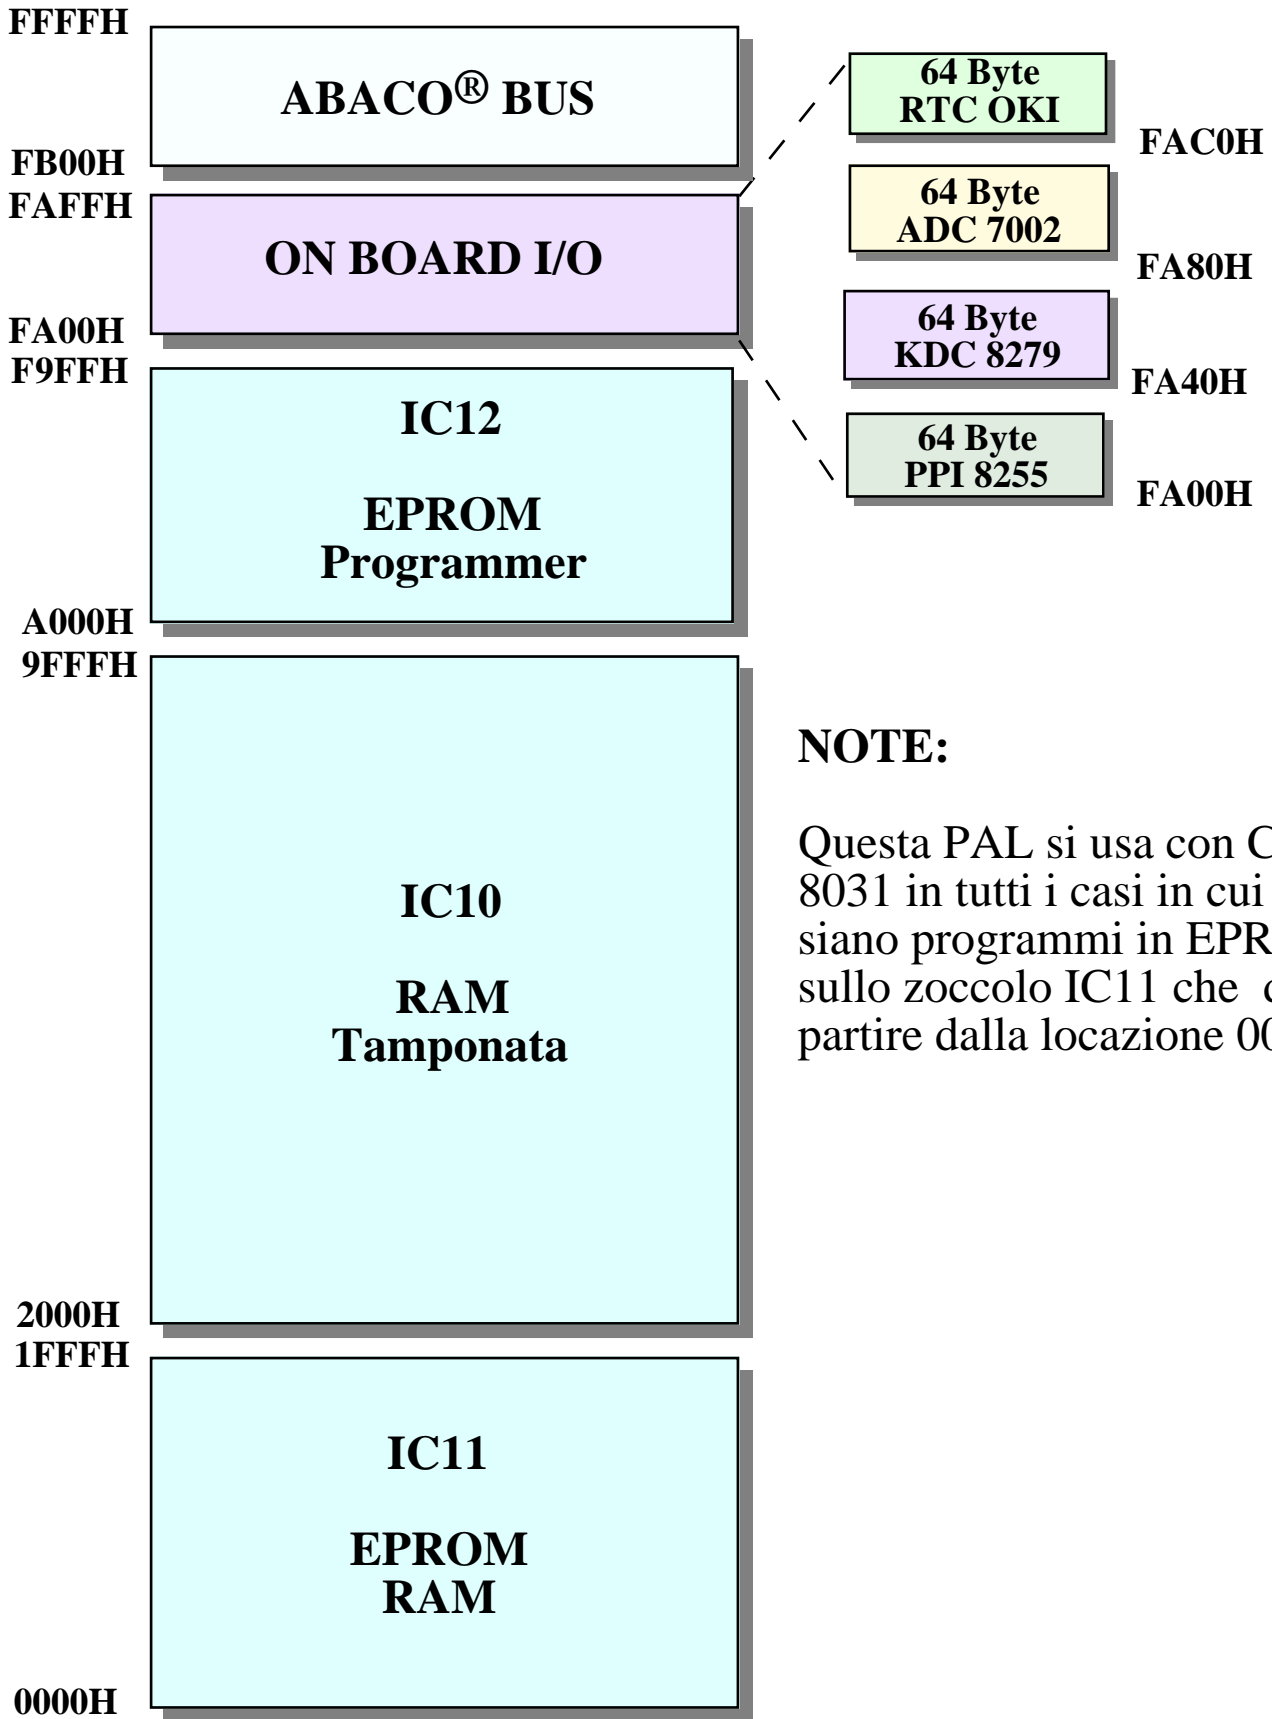 FFFFH
ABACO® BUS
FB00H
FAFFH
ON BOARD I/O
FA00H
F9FFH
IC12
EPROM
Programmer
A000H
9FFFH
IC10
RAM
Tamponata
2000H
1FFFH
IC11
EPROM
RAM
0000H
64 Byte
RTC OKI
FAC0H
64 Byte
ADC 7002
FA80H
64 Byte
KDC 8279
FA40H
64 Byte
PPI 8255
FA00H
NOTE:
Questa PAL si usa con
8031 in tutti i casi in cui
siano programmi in EPR
sullo zoccolo IC11 che
partire dalla locazione 00